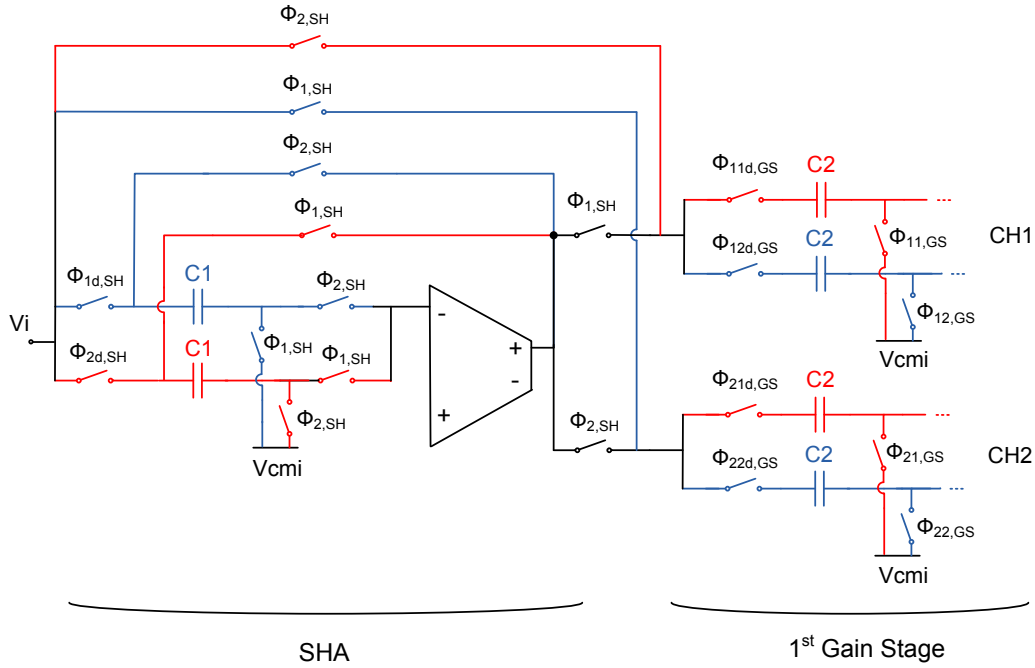 Φ2,SH
Φ1,SH
Φ2,SH
Φ1,SH
Φ1,SH
Φ11d,GS
C2
Φ11,GS
CH1
Φ12d,GS
C2
Φ12,GS
Vcmi
Φ1d,SH
C1
Φ2,SH
Vi
Φ1,SH
Φ2d,SH
C1
Φ1,SH
Φ2,SH
Vcmi
-
+
-
+
Φ2,SH
Φ21d,GS
C2
Φ21,GS
CH2
Φ22d,GS
C2
Φ22,GS
Vcmi
SHA
1st Gain Stage